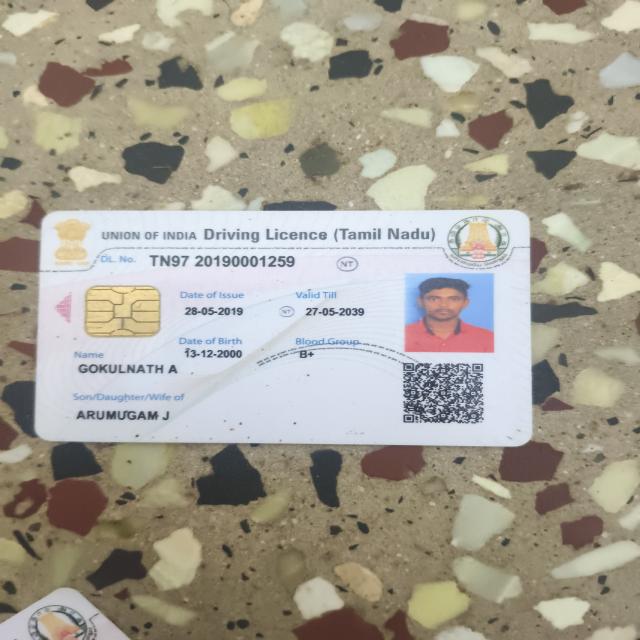 UNION OF INDIA Driving Licence (Tamil Nadu)
DL. No. TN97 20190001259 NT
Date of Issue Valid Till
28-05-2019 NT 27-05-2039
Date of Birth Blood Group
13-12-2000 B+
Name
GOKULNATH A
Son/Daughter/Wife of
ARUMUGAM J